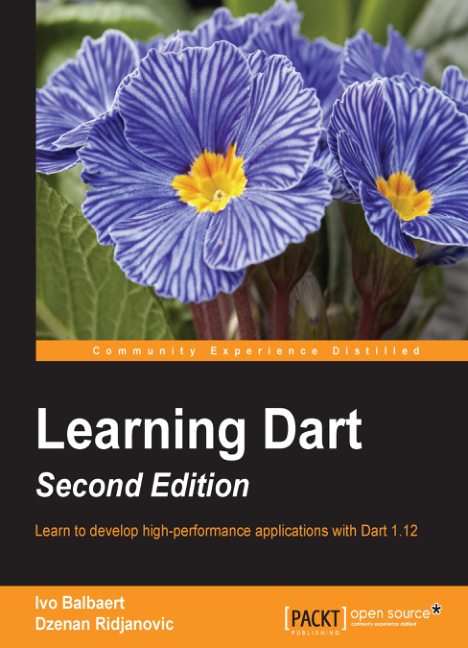 Community Experience Distilled
Learning Dart
Second Edition
Learn to develop high-performance applications with Dart 1.12
Ivo Balbaert
Dzenan Ridjanovic
[PACKT] open source*
PUBLISHING community experience distilled